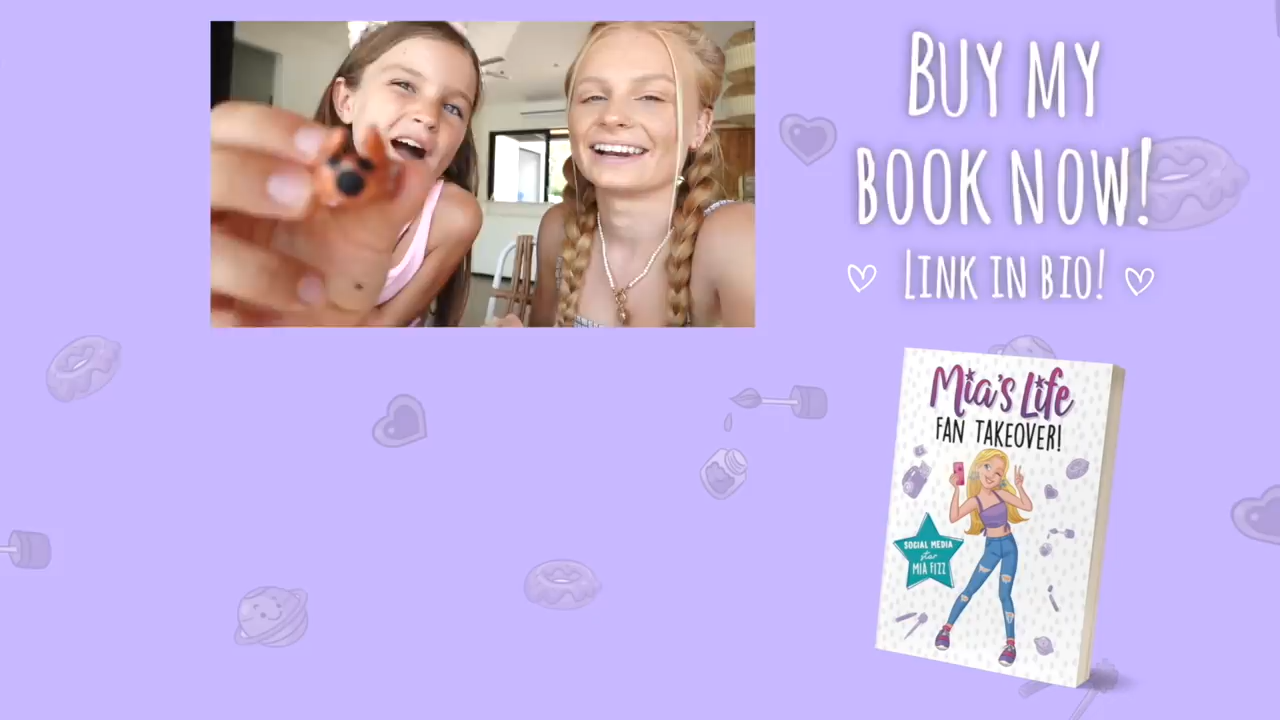 BUY MY
BOOK NOW!
LINK IN BIO!
Mia's Life
FAN TAKEOVER!
SOCIAL MEDIA
star
MIA FIZZ